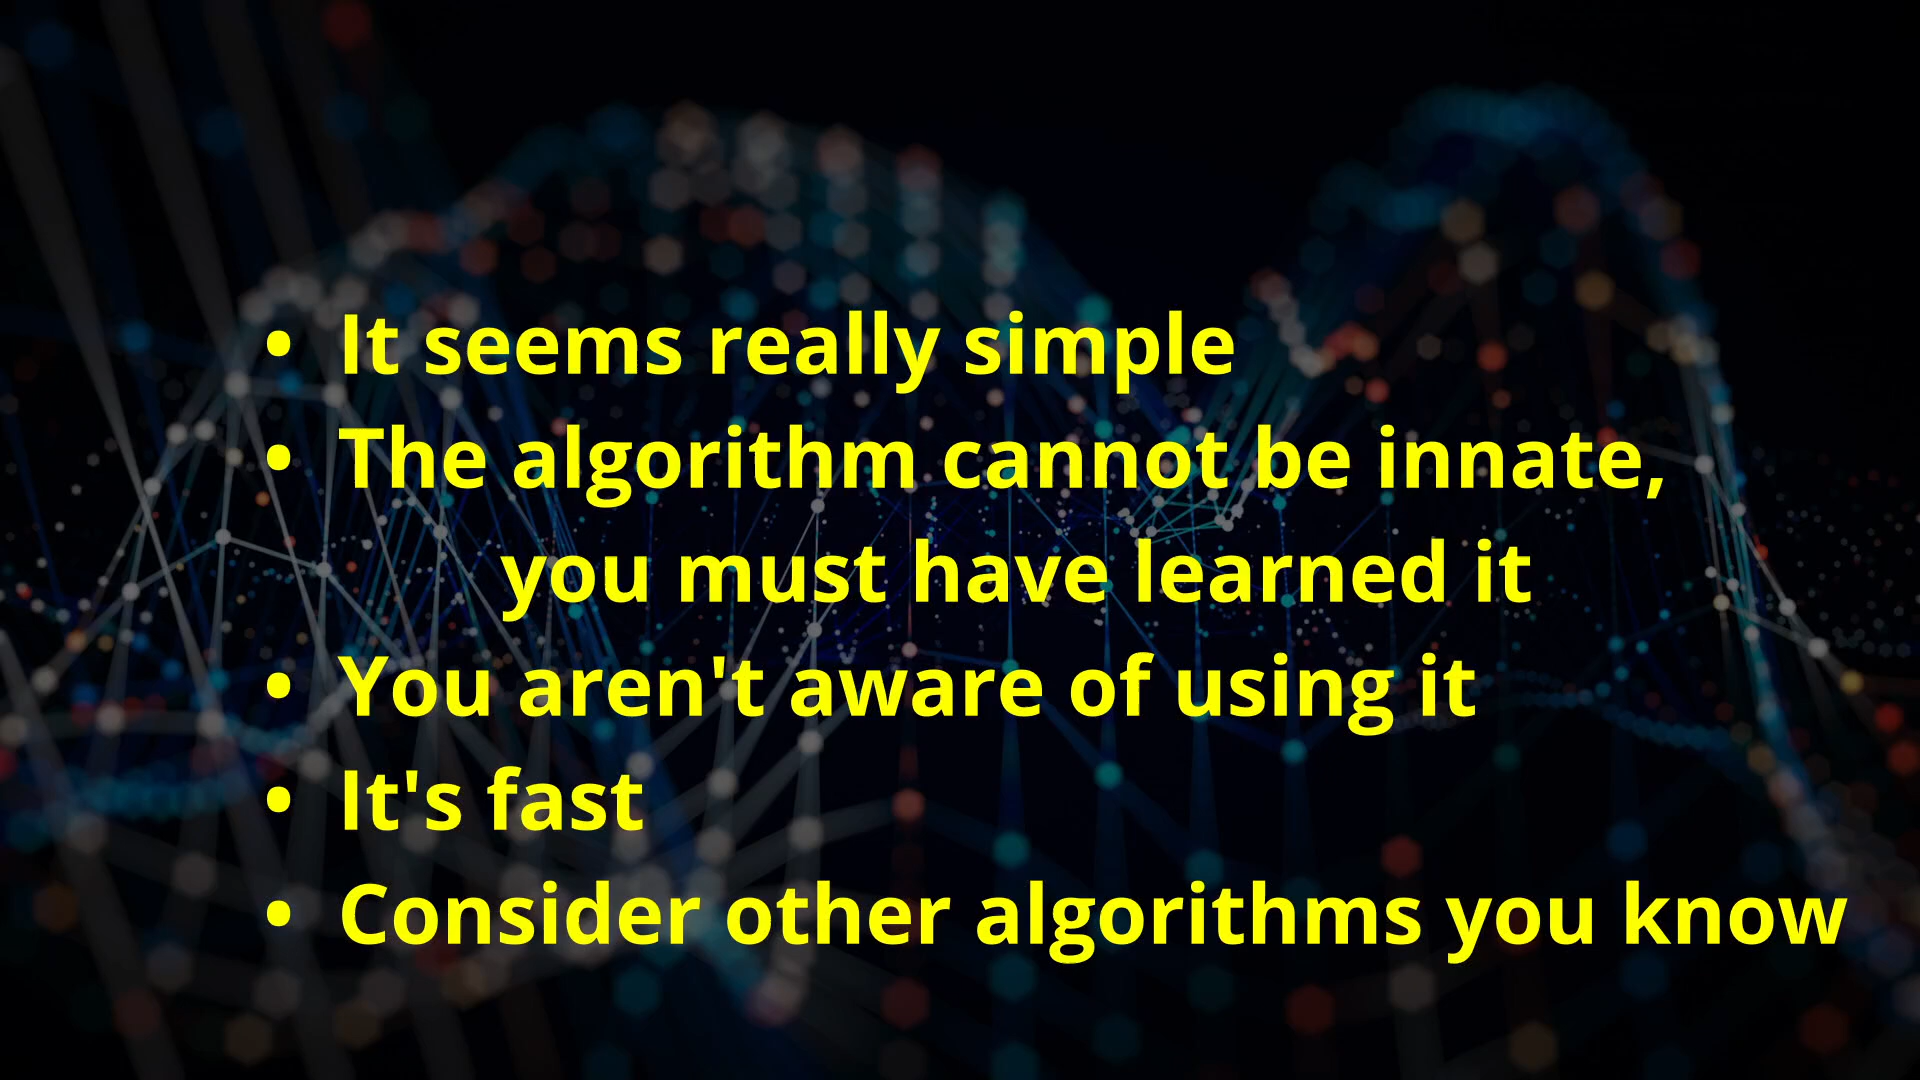 • It seems really simple
• The algorithm cannot be innate,
you must have learned it
• You aren't aware of using it
• It's fast
• Consider other algorithms you know